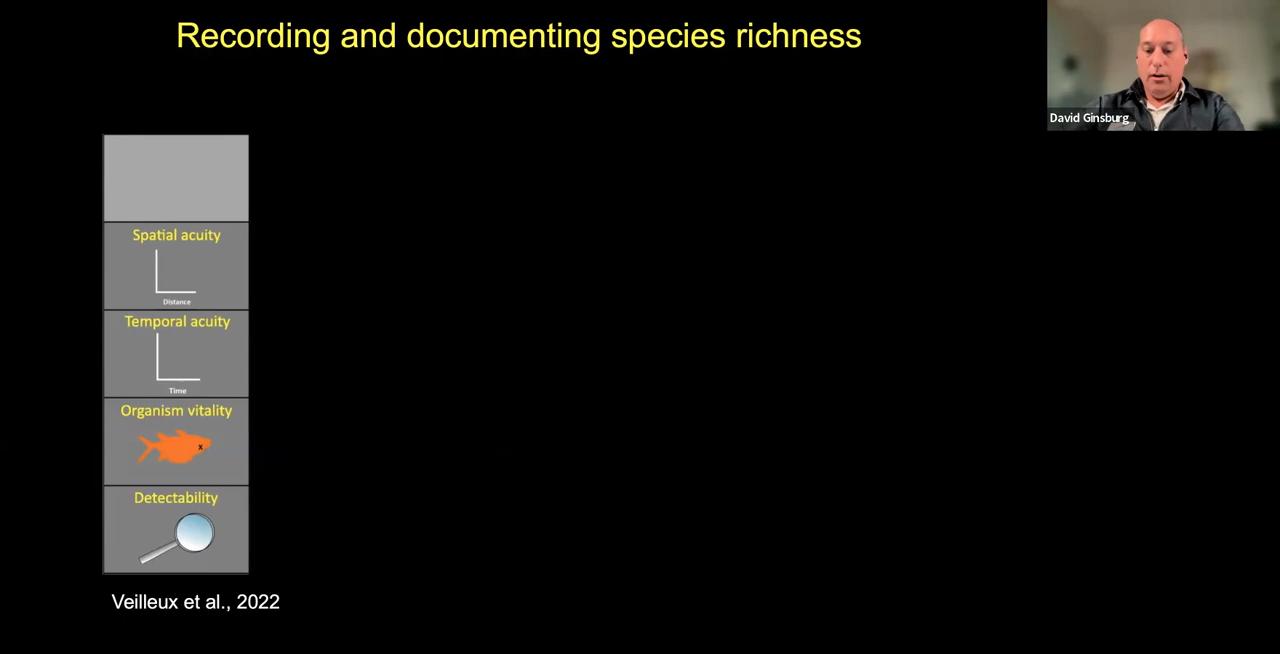 Recording and documenting species richness
David Ginsburg
Spatial acuity
Distance
Temporal acuity
Time
Organism vitality
x
Detectability
Veilleux et al., 2022